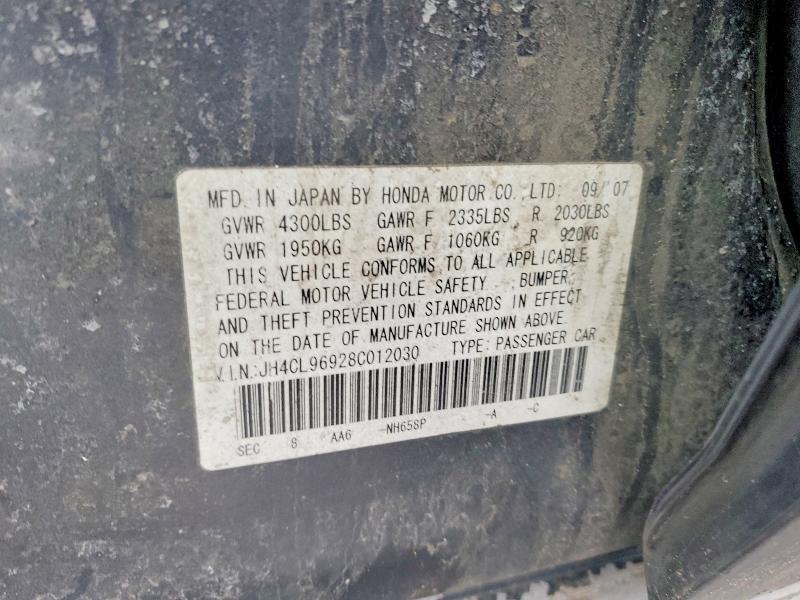 MFD. IN JAPAN BY HONDA MOTOR CO., LTD: 09/07
GVWR 4300LBS GAWR F 2335LBS R 2030LBS
GVWR 1950KG GAWR F 1060KG R 920KG
THIS VEHICLE CONFORMS TO ALL APPLICABLE
FEDERAL MOTOR VEHICLE SAFETY, BUMPER,
AND THEFT PREVENTION STANDARDS IN EFFECT
ON THE DATE OF MANUFACTURE SHOWN ABOVE
V.I.N.:JH4CL96928C012030 TYPE: PASSENGER CAR
SEC 8 AA6 -NH658P -A -C